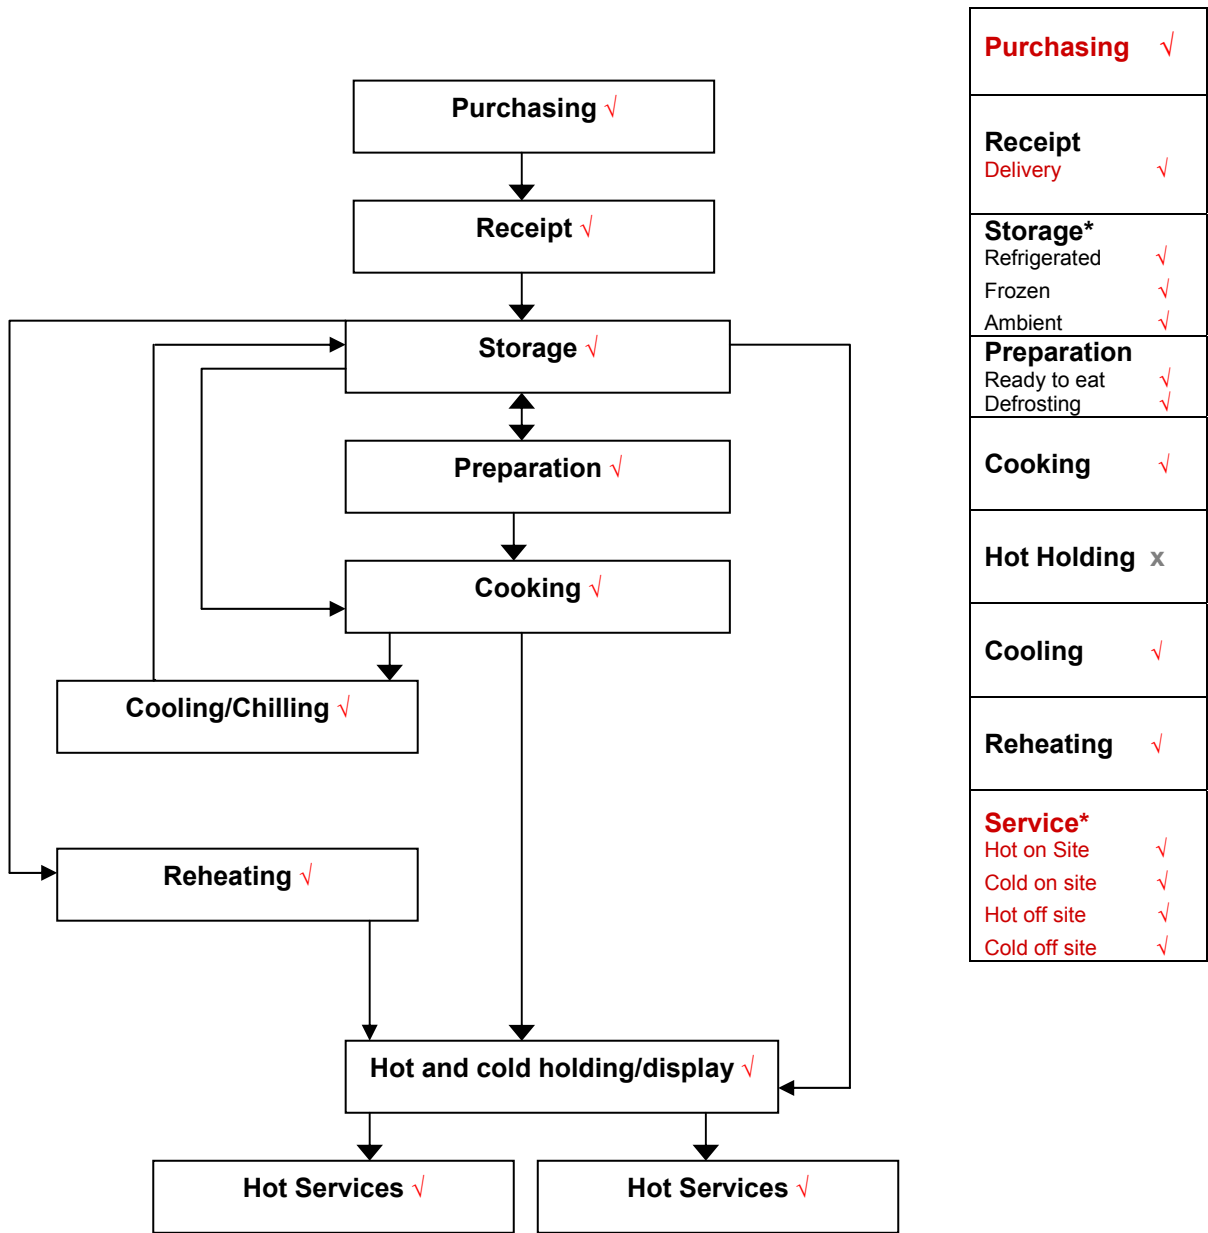 Purchasing √
Receipt √
Storage √
Preparation √
Cooking √
Cooling/Chilling √
Reheating √
Hot and cold holding/display √
Hot Services √
Hot Services √
Purchasing √
Receipt
Delivery √
Storage*
Refrigerated √
Frozen √
Ambient √
Preparation
Ready to eat √
Defrosting √
Cooking √
Hot Holding x
Cooling √
Reheating √
Service*
Hot on Site √
Cold on site √
Hot off site √
Cold off site √